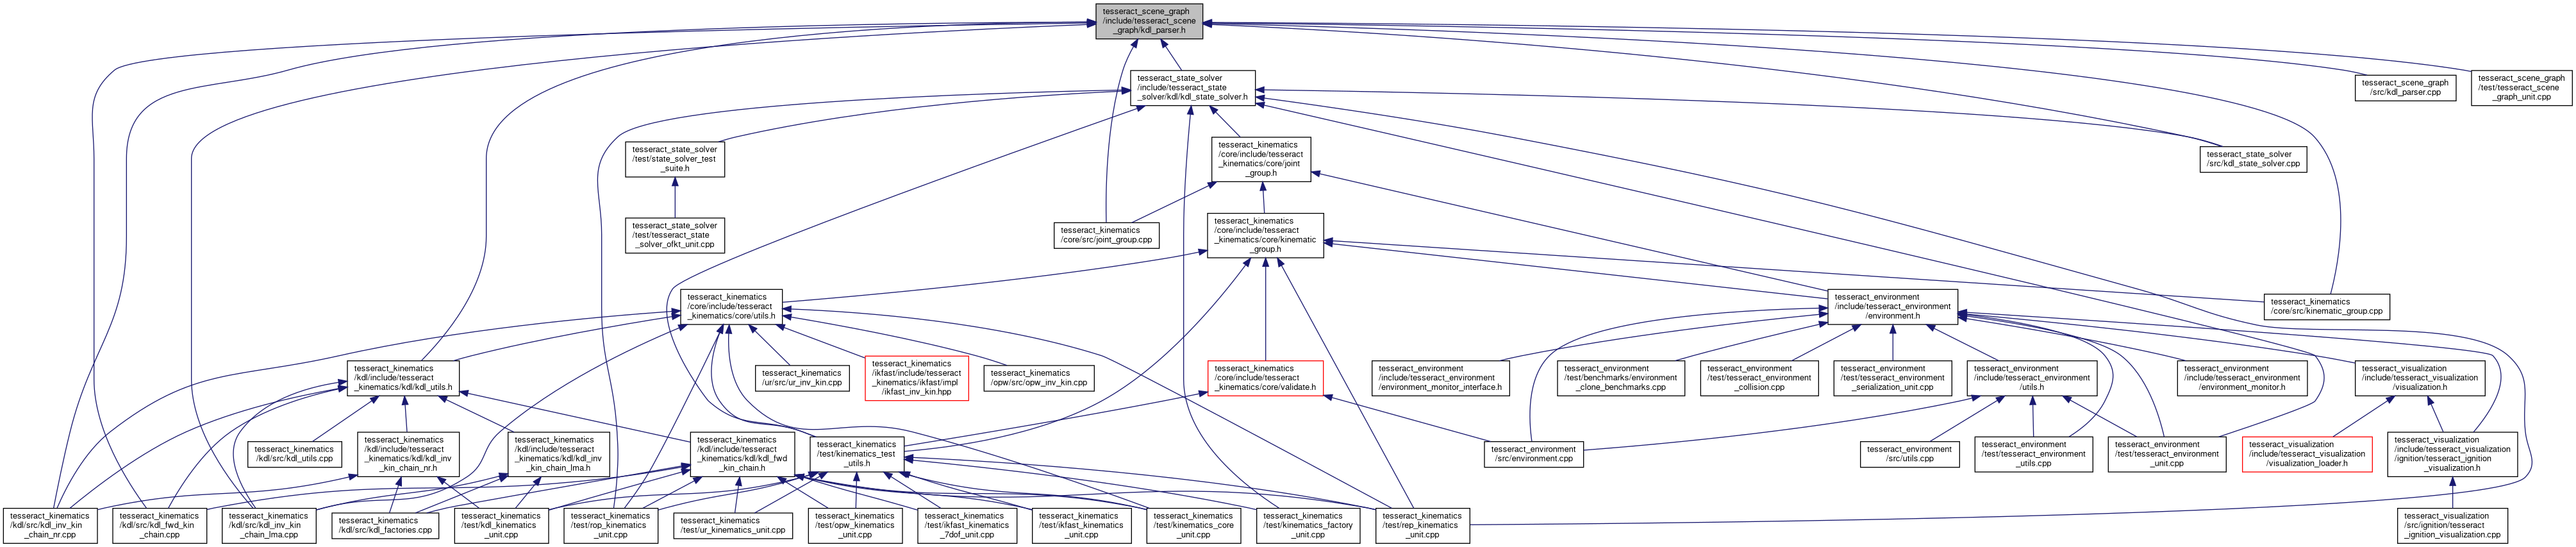 tesseract_scene_graph
/include/tesseract_scene
_graph/kdl_parser.h
tesseract_state_solver
/include/tesseract_state
_solver/kdl/kdl_state_solver.h
tesseract_scene_graph
/src/kdl_parser.cpp
tesseract_scene_graph
/test/tesseract_scene
_graph_unit.cpp
tesseract_state_solver
/test/state_solver_test
_suite.h
tesseract_kinematics
/core/include/tesseract
_kinematics/core/joint
_group.h
tesseract_state_solver
/src/kdl_state_solver.cpp
tesseract_state_solver
/test/tesseract_state
_solver_ofkt_unit.cpp
tesseract_kinematics
/core/src/joint_group.cpp
tesseract_kinematics
/core/include/tesseract
_kinematics/core/kinematic
_group.h
tesseract_kinematics
/core/include/tesseract
_kinematics/core/utils.h
tesseract_environment
/include/tesseract_environment
/environment.h
tesseract_kinematics
/core/src/kinematic_group.cpp
tesseract_kinematics
/kdl/include/tesseract
_kinematics/kdl/kdl_utils.h
tesseract_kinematics
/ur/src/ur_inv_kin.cpp
tesseract_kinematics
/ikfast/include/tesseract
_kinematics/ikfast/impl
/ikfast_inv_kin.hpp
tesseract_kinematics
/opw/src/opw_inv_kin.cpp
tesseract_kinematics
/core/include/tesseract
_kinematics/core/validate.h
tesseract_environment
/include/tesseract_environment
/environment_monitor_interface.h
tesseract_environment
/test/benchmarks/environment
_clone_benchmarks.cpp
tesseract_environment
/test/tesseract_environment
_collision.cpp
tesseract_environment
/test/tesseract_environment
_serialization_unit.cpp
tesseract_environment
/include/tesseract_environment
/utils.h
tesseract_environment
/include/tesseract_environment
/environment_monitor.h
tesseract_visualization
/include/tesseract_visualization
/visualization.h
tesseract_kinematics
/kdl/src/kdl_utils.cpp
tesseract_kinematics
/kdl/include/tesseract
_kinematics/kdl/kdl_inv
_kin_chain_nr.h
tesseract_kinematics
/kdl/include/tesseract
_kinematics/kdl/kdl_inv
_kin_chain_lma.h
tesseract_kinematics
/kdl/include/tesseract
_kinematics/kdl/kdl_fwd
_kin_chain.h
tesseract_kinematics
/test/kinematics_test
_utils.h
tesseract_environment
/src/environment.cpp
tesseract_environment
/src/utils.cpp
tesseract_environment
/test/tesseract_environment
_utils.cpp
tesseract_environment
/test/tesseract_environment
_unit.cpp
tesseract_visualization
/include/tesseract_visualization
/visualization_loader.h
tesseract_visualization
/include/tesseract_visualization
/ignition/tesseract_ignition
_visualization.h
tesseract_kinematics
/kdl/src/kdl_inv_kin
_chain_nr.cpp
tesseract_kinematics
/kdl/src/kdl_fwd_kin
_chain.cpp
tesseract_kinematics
/kdl/src/kdl_inv_kin
_chain_lma.cpp
tesseract_kinematics
/kdl/src/kdl_factories.cpp
tesseract_kinematics
/test/kdl_kinematics
_unit.cpp
tesseract_kinematics
/test/rop_kinematics
_unit.cpp
tesseract_kinematics
/test/ur_kinematics_unit.cpp
tesseract_kinematics
/test/opw_kinematics
_unit.cpp
tesseract_kinematics
/test/ikfast_kinematics
_7dof_unit.cpp
tesseract_kinematics
/test/ikfast_kinematics
_unit.cpp
tesseract_kinematics
/test/kinematics_core
_unit.cpp
tesseract_kinematics
/test/kinematics_factory
_unit.cpp
tesseract_kinematics
/test/rep_kinematics
_unit.cpp
tesseract_visualization
/src/ignition/tesseract
_ignition_visualization.cpp